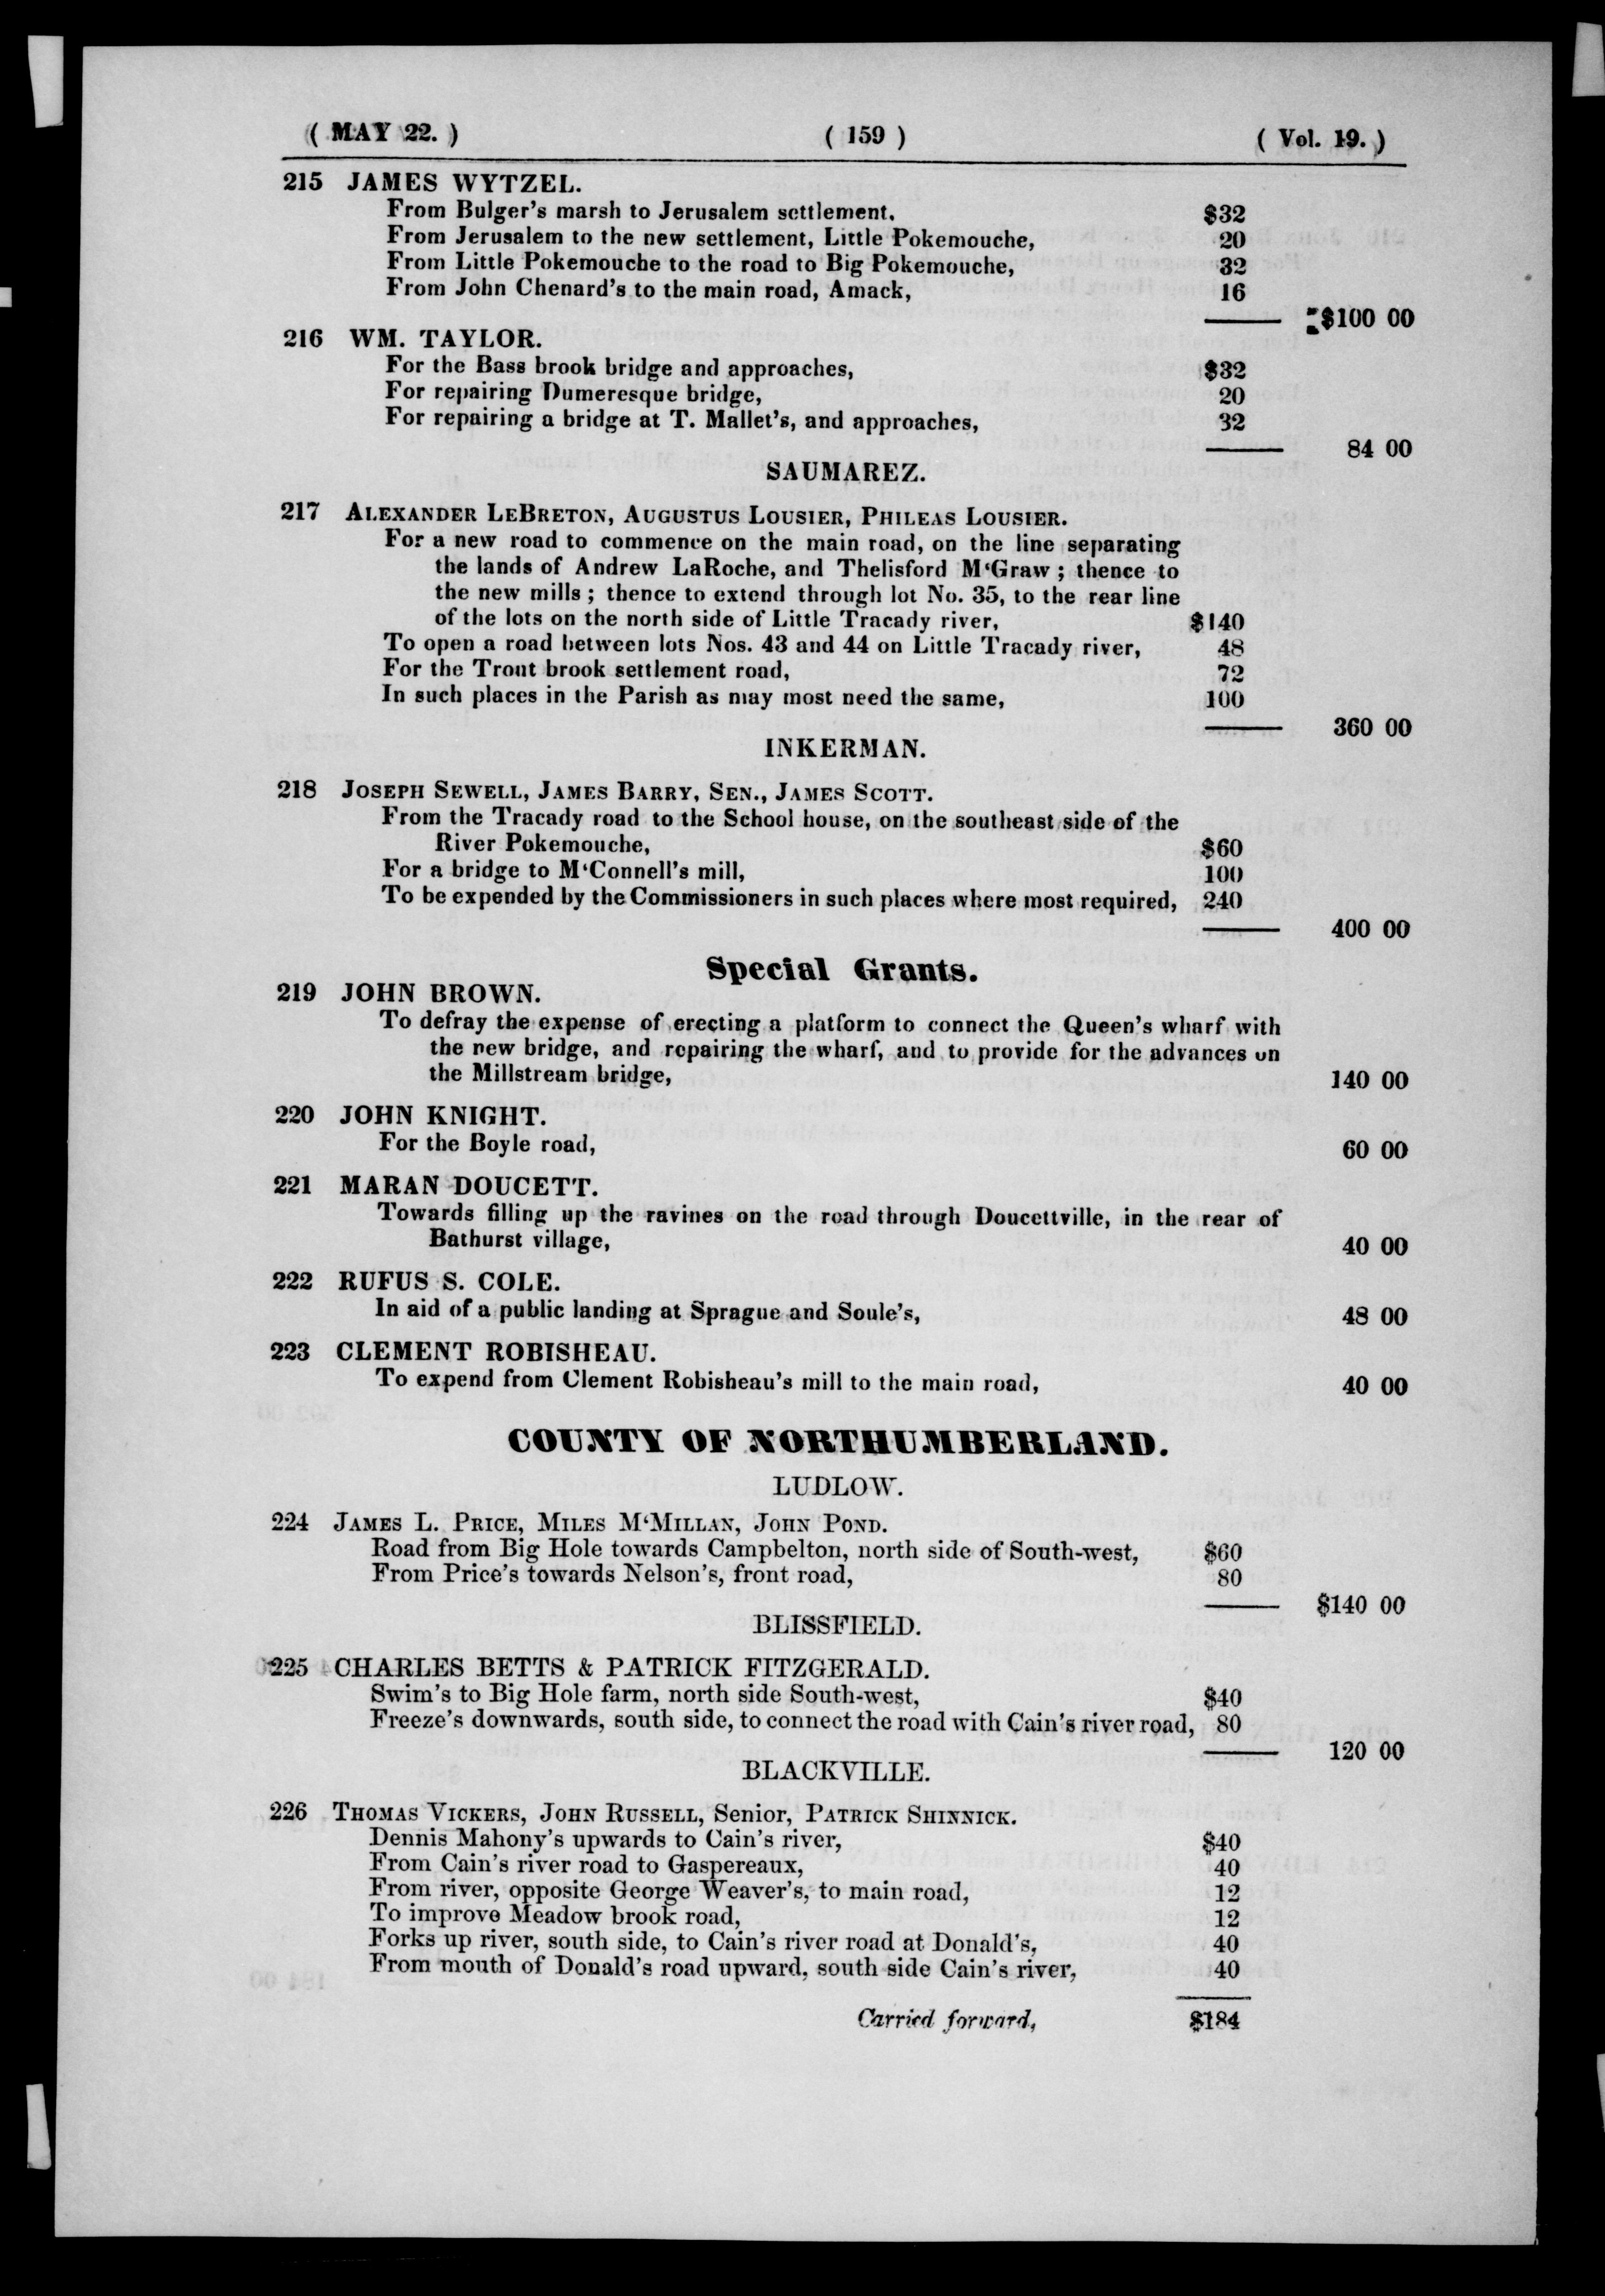 ( MAY 22. ) ( 159 ) ( Vol. 19. )
215 JAMES WYTZEL.
From Bulger's marsh to Jerusalem settlement, $32
From Jerusalem to the new settlement, Little Pokemouche, 20
From Little Pokemouche to the road to Big Pokemouche, 32
From John Chenard's to the main road, Amack, 16
$100 00
216 WM. TAYLOR.
For the Bass brook bridge and approaches, $32
For repairing Dumeresque bridge, 20
For repairing a bridge at T. Mallet's, and approaches, 32
84 00
SAUMAREZ.
217 ALEXANDER LEBRETON, AUGUSTUS LOUSIER, PHILEAS LOUSIER.
For a new road to commence on the main road, on the line separating
the lands of Andrew LaRoche, and Thelisford M'Graw ; thence to
the new mills ; thence to extend through lot No. 35, to the rear line
of the lots on the north side of Little Tracady river, $140
To open a road between lots Nos. 43 and 44 on Little Tracady river, 48
For the Trout brook settlement road, 72
In such places in the Parish as may most need the same, 100
360 00
INKERMAN.
218 JOSEPH SEWELL, JAMES BARRY, SEN., JAMES SCOTT.
From the Tracady road to the School house, on the southeast side of the
River Pokemouche, $60
For a bridge to M'Connell's mill, 100
To be expended by the Commissioners in such places where most required, 240
400 00
Special Grants.
219 JOHN BROWN.
To defray the expense of erecting a platform to connect the Queen's wharf with
the new bridge, and repairing the wharf, and to provide for the advances on
the Millstream bridge, 140 00
220 JOHN KNIGHT.
For the Boyle road, 60 00
221 MARAN DOUCETT.
Towards filling up the ravines on the road through Doucettville, in the rear of
Bathurst village, 40 00
222 RUFUS S. COLE.
In aid of a public landing at Sprague and Soule's, 48 00
223 CLEMENT ROBISHEAU.
To expend from Clement Robisheau's mill to the main road, 40 00
COUNTY OF NORTHUMBERLAND.
LUDLOW.
224 JAMES L. PRICE, MILES M'MILLAN, JOHN POND.
Road from Big Hole towards Campbelton, north side of South-west, $60
From Price's towards Nelson's, front road, 80
$140 00
BLISSFIELD.
225 CHARLES BETTS & PATRICK FITZGERALD.
Swim's to Big Hole farm, north side South-west, $40
Freeze's downwards, south side, to connect the road with Cain's river road, 80
120 00
BLACKVILLE.
226 THOMAS VICKERS, JOHN RUSSELL, Senior, PATRICK SHINNICK.
Dennis Mahony's upwards to Cain's river, $40
From Cain's river road to Gaspereaux, 40
From river, opposite George Weaver's, to main road, 12
To improve Meadow brook road, 12
Forks up river, south side, to Cain's river road at Donald's, 40
From mouth of Donald's road upward, south side Cain's river, 40
Carried forward, $184